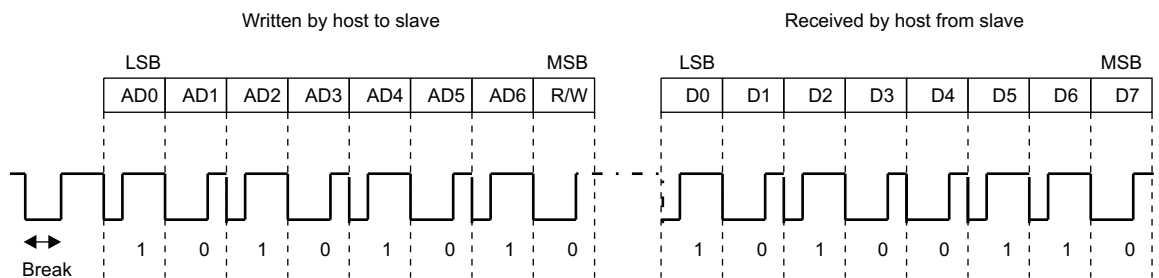 Written by host to slave Received by host from slave
LSB MSB LSB MSB
AD0 AD1 AD2 AD3 AD4 AD5 AD6 R/W D0 D1 D2 D3 D4 D5 D6 D7
1 0 1 0 1 0 1 0 1 0 1 0 0 1 1 0
Break